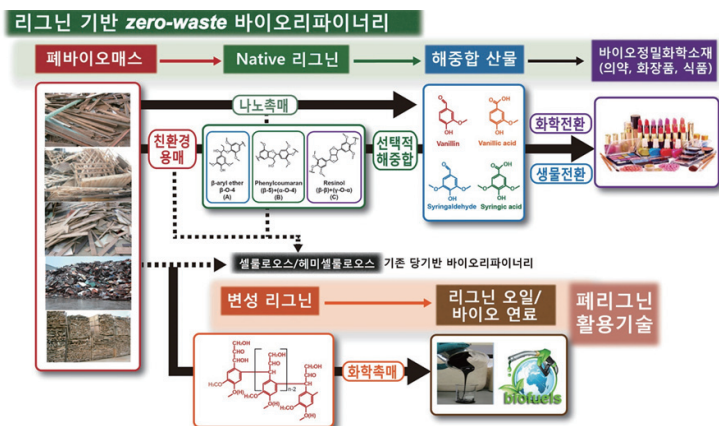 리그닌 기반 zero-waste 바이오리파이너리
폐바이오매스
Native 리그닌
해중합 산물
바이오정밀화학소재
(의약, 화장품, 식품)
나노촉매
친환경
용매
β-aryl ether
β-O-4
(A)
Phenylcoumaran
(β-5)+(α-O-4)
(B)
Resinol
(β-β)+(γ-O-α)
(C)
선택적
해중합
Vanillin
Vanillic acid
Syringaldehyde
Syringic acid
화학전환
생물전환
셀룰로오스/헤미셀룰로오스 기존 당기반 바이오리파이너리
변성 리그닌
리그닌 오일/
바이오 연료
폐리그닌
활용기술
화학촉매
biofuels